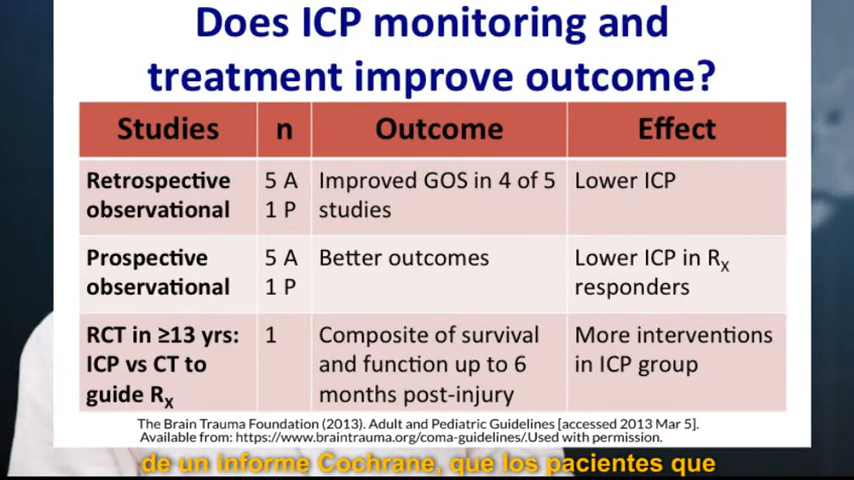 Does ICP monitoring and
treatment improve outcome?
Studies n Outcome Effect
Retrospective 5 A Improved GOS in 4 of 5 Lower ICP
observational 1 P studies
Prospective 5 A Better outcomes Lower ICP in RX
observational 1 P responders
RCT in ≥13 yrs: 1 Composite of survival More interventions
ICP vs CT to and function up to 6 in ICP group
guide RX months post-injury
The Brain Trauma Foundation (2013). Adult and Pediatric Guidelines [accessed 2013 Mar 5].
Available from: https://www.braintrauma.org/coma-guidelines/.Used with permission.
de un Informe Cochrane, que los pacientes que